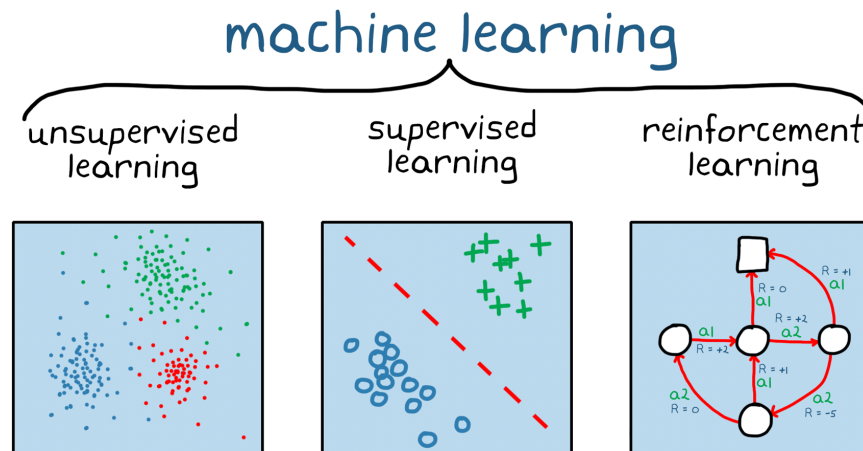 machine learning
unsupervised
learning
supervised
learning
reinforcement
learning
R = 0
a1
R = +1
a1
a1
R = +2
R = +2
a2
R = +1
a1
a2
R = 0
a2
R = -5